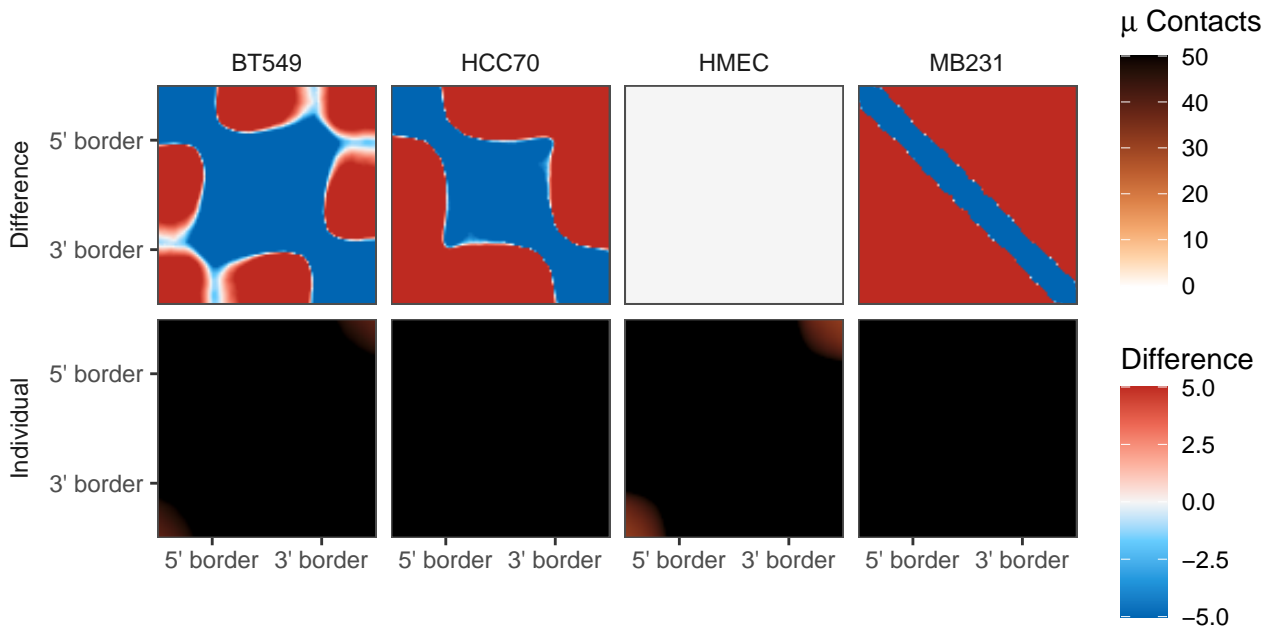 BT549 HCC70 HMEC MB231
Difference
5' border
3' border
Individual
5' border
3' border
5' border 3' border 5' border 3' border 5' border 3' border 5' border 3' border
μ Contacts
50
40
30
20
10
0
Difference
5.0
2.5
0.0
−2.5
−5.0